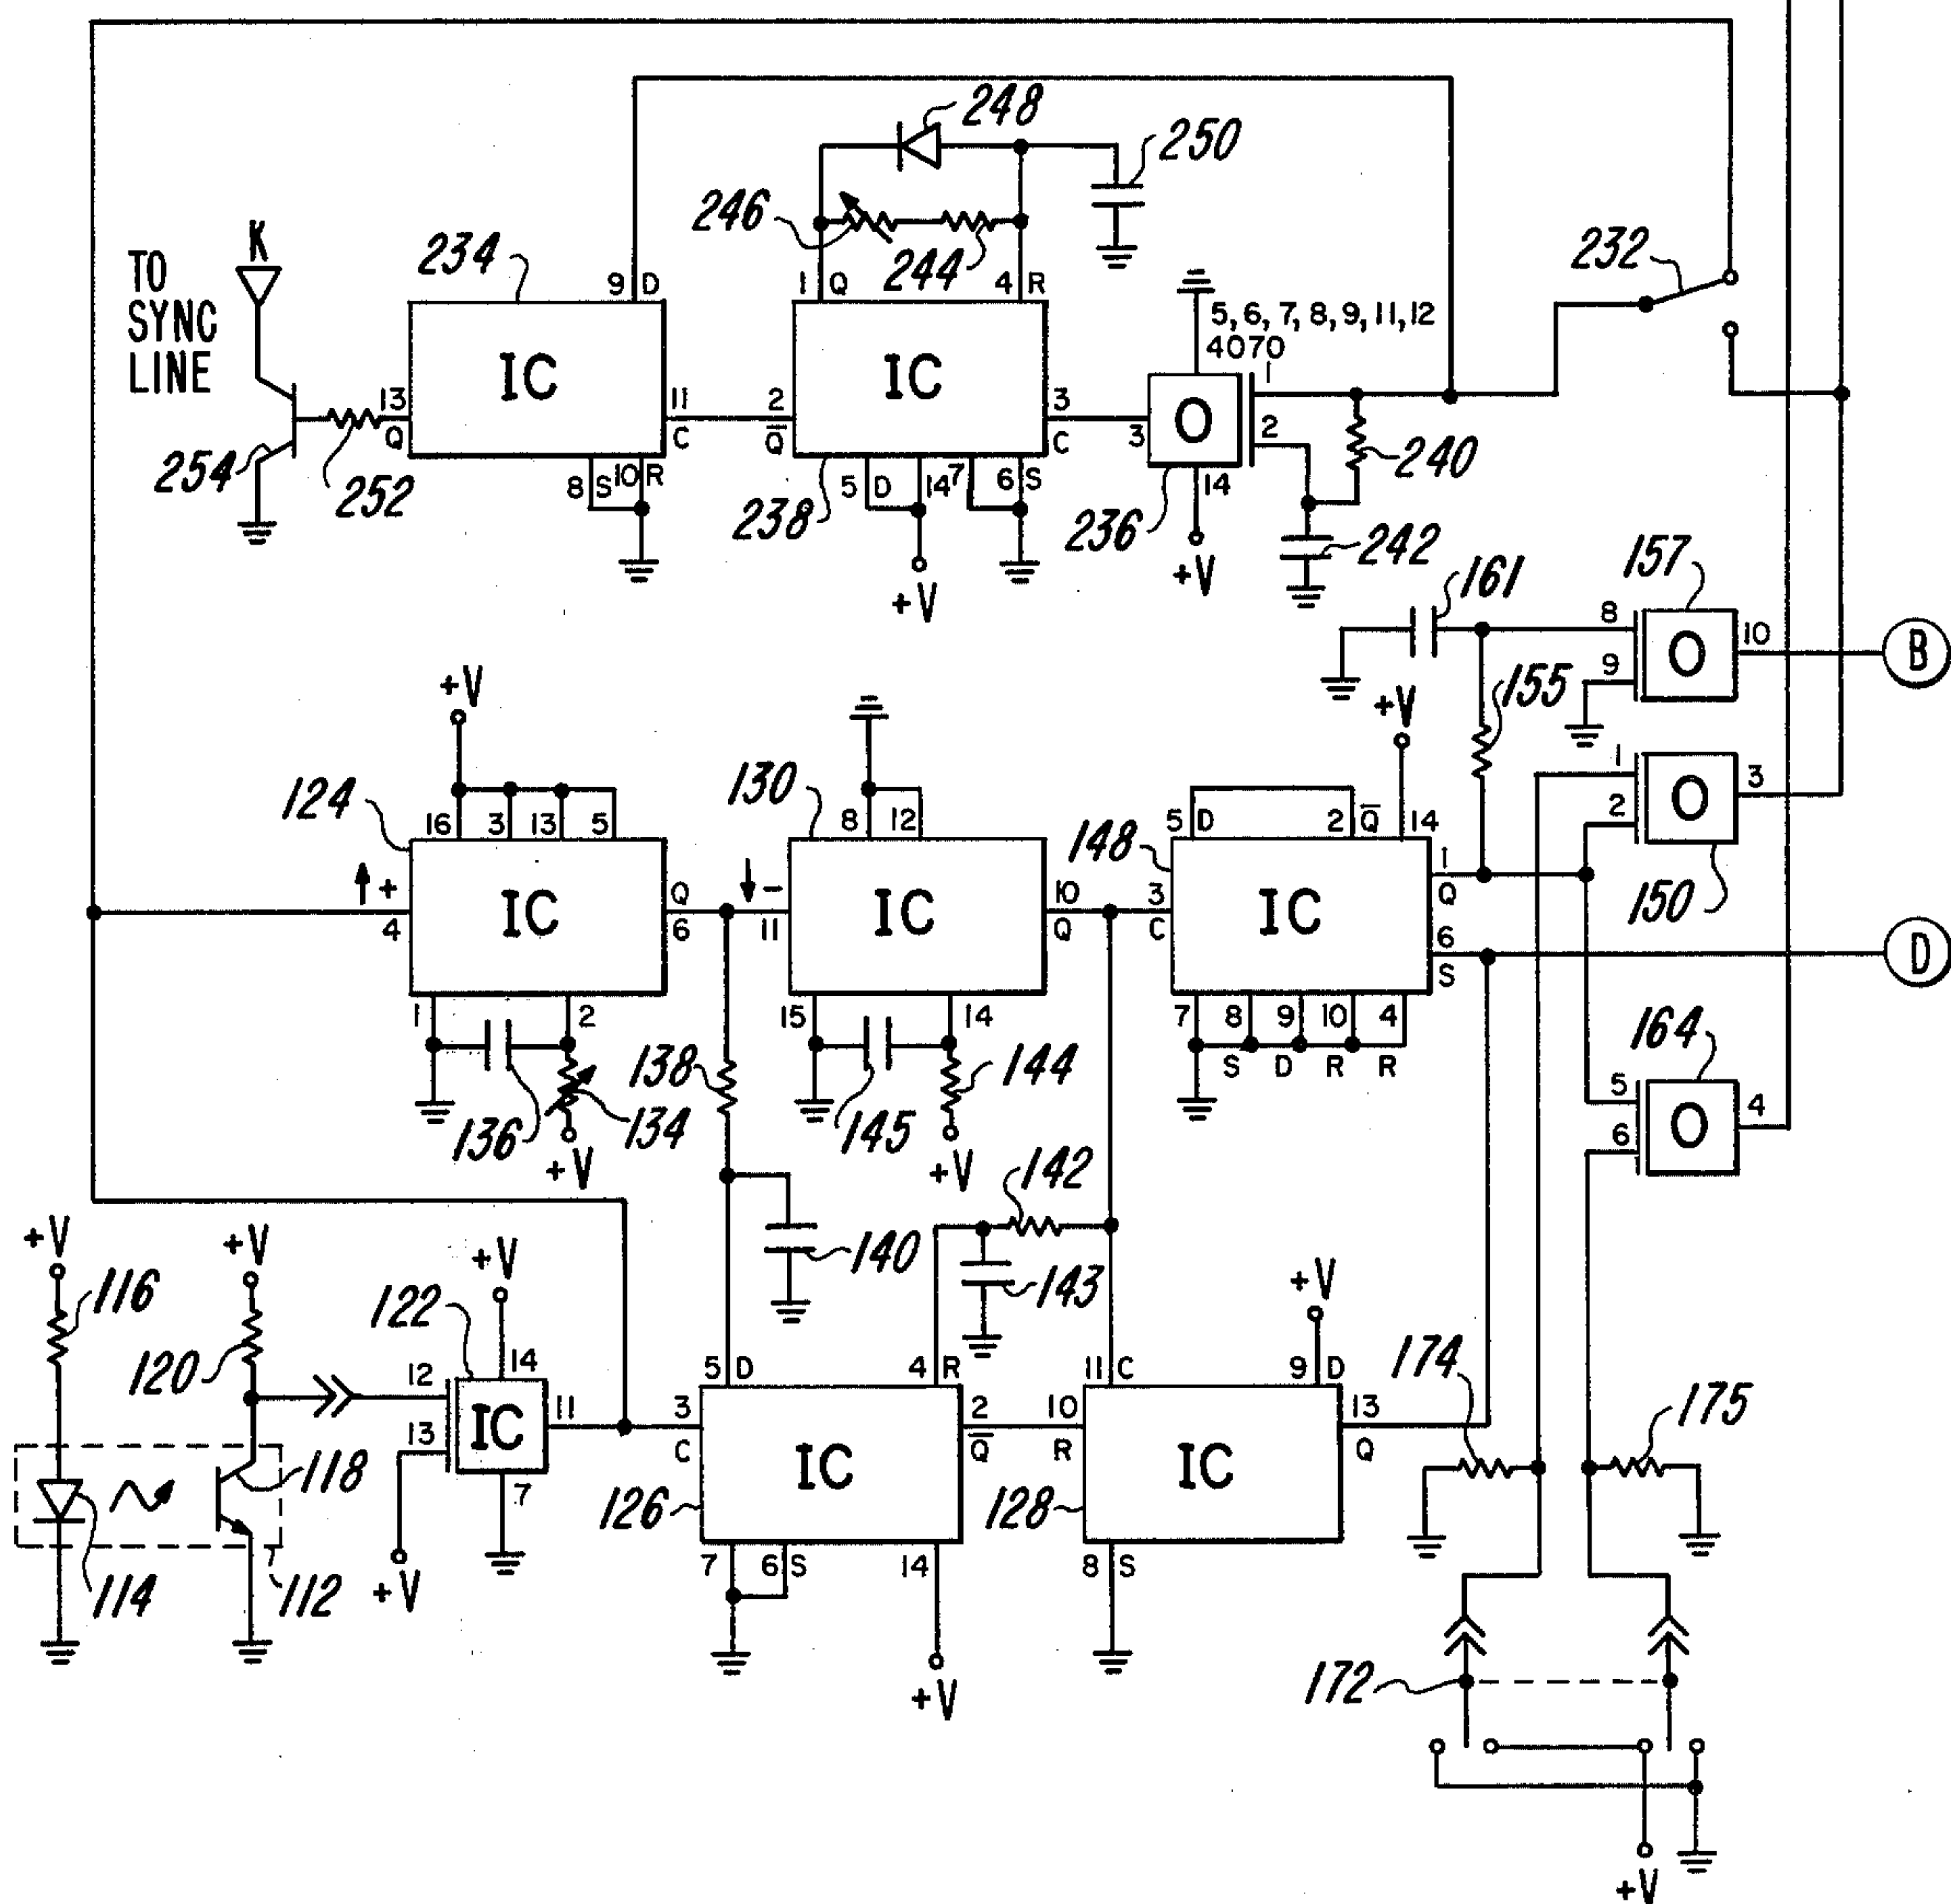 248
250
246
244
K
TO
SYNC
LINE
234
9 D
1 Q
4 R
232
5, 6, 7, 8, 9, 11, 12
4070
1
IC
IC
O
2
3
13
Q
11
C
2
Q̄
3
C
14
+V
240
254
252
8 S
10 R
5 D
14
7
6 S
238
236
242
+V
161
157
8
9
O
10
B
155
+V
+V
124
16
3
13
5
130
8
12
148
5 D
2 Q̄
14
1
2
O
3
150
+
4
IC
Q
6
-
11
IC
10
Q
3
C
IC
1
Q
6
S
D
1
2
136
134
+V
138
15
14
145
144
+V
7
8
9
10
4
S
D
R
R
164
5
6
O
4
142
140
143
+V
116
+V
120
+V
122
12
13
14
IC
11
7
+V
118
114
112
5 D
4 R
3
C
IC
2
Q̄
126
7
6 S
14
+V
11 C
9 D
+V
10
R
IC
13
Q
128
8 S
174
175
172
+V